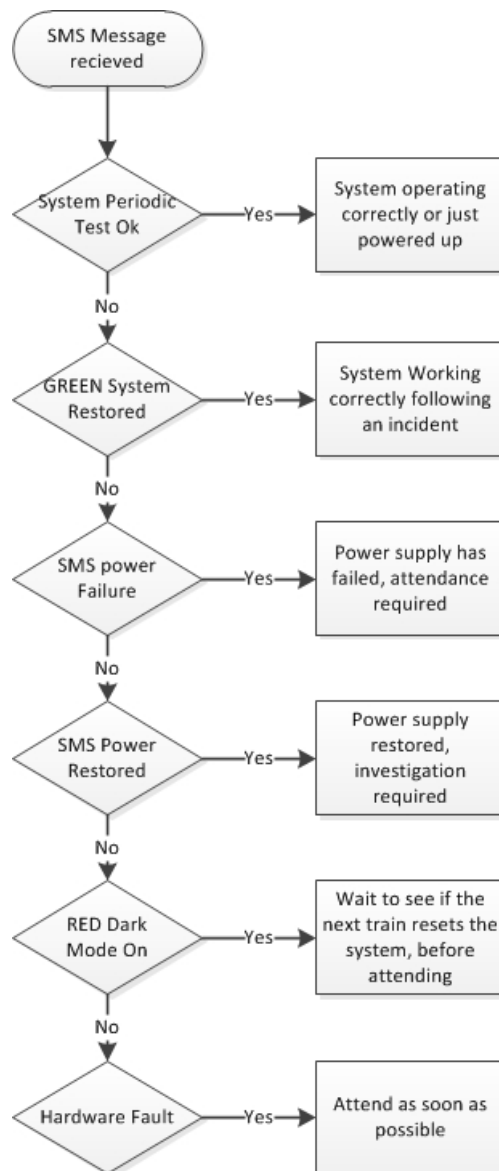 SMS Message
recieved
System Periodic
Test Ok
Yes
System operating
correctly or just
powered up
No
GREEN System
Restored
Yes
System Working
correctly following
an incident
No
SMS power
Failure
Yes
Power supply has
failed, attendance
required
No
SMS Power
Restored
Yes
Power supply
restored,
investigation
required
No
RED Dark
Mode On
Yes
Wait to see if the
next train resets the
system, before
attending
No
Hardware Fault
Yes
Attend as soon as
possible